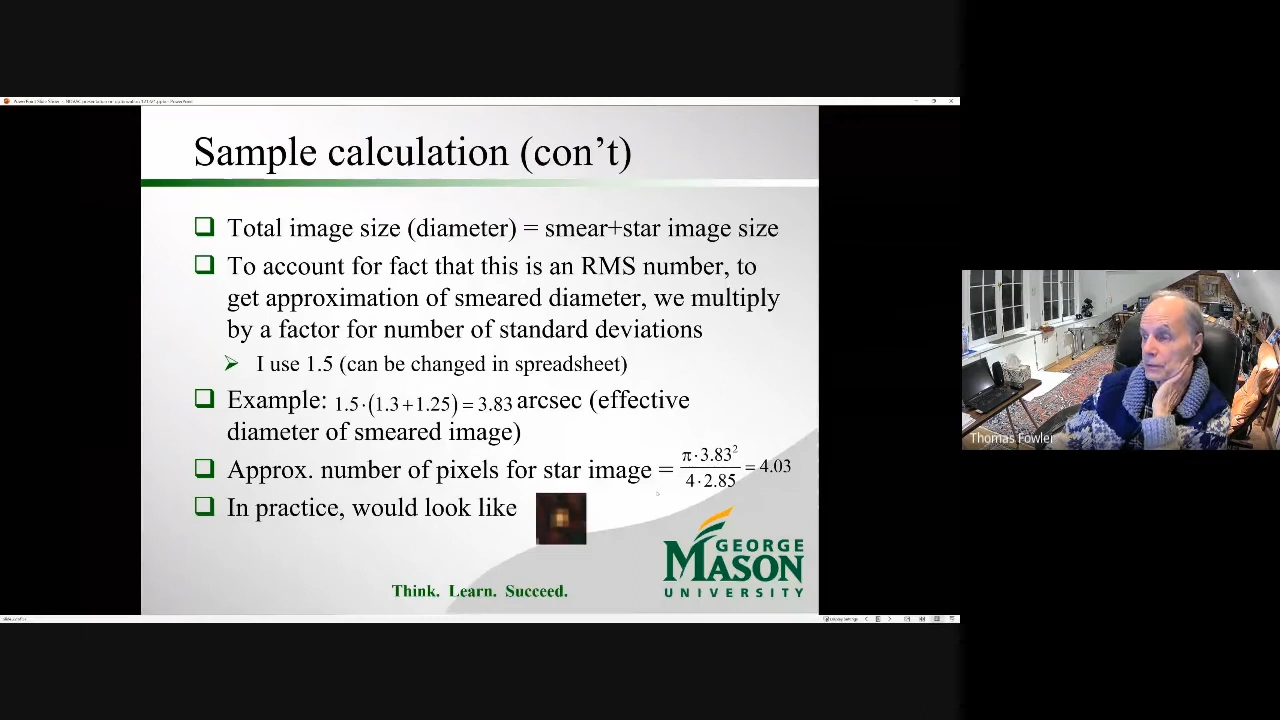 Sample calculation (con’t)
Total image size (diameter) = smear+star image size
To account for fact that this is an RMS number, to
get approximation of smeared diameter, we multiply
by a factor for number of standard deviations
I use 1.5 (can be changed in spreadsheet)
Example: 1.5·(1.3+1.25) = 3.83 arcsec (effective
diameter of smeared image)
Approx. number of pixels for star image = π·3.83² / 4·2.85 = 4.03
In practice, would look like
GEORGE
MASON
UNIVERSITY
Think. Learn. Succeed.
Thomas Fowler